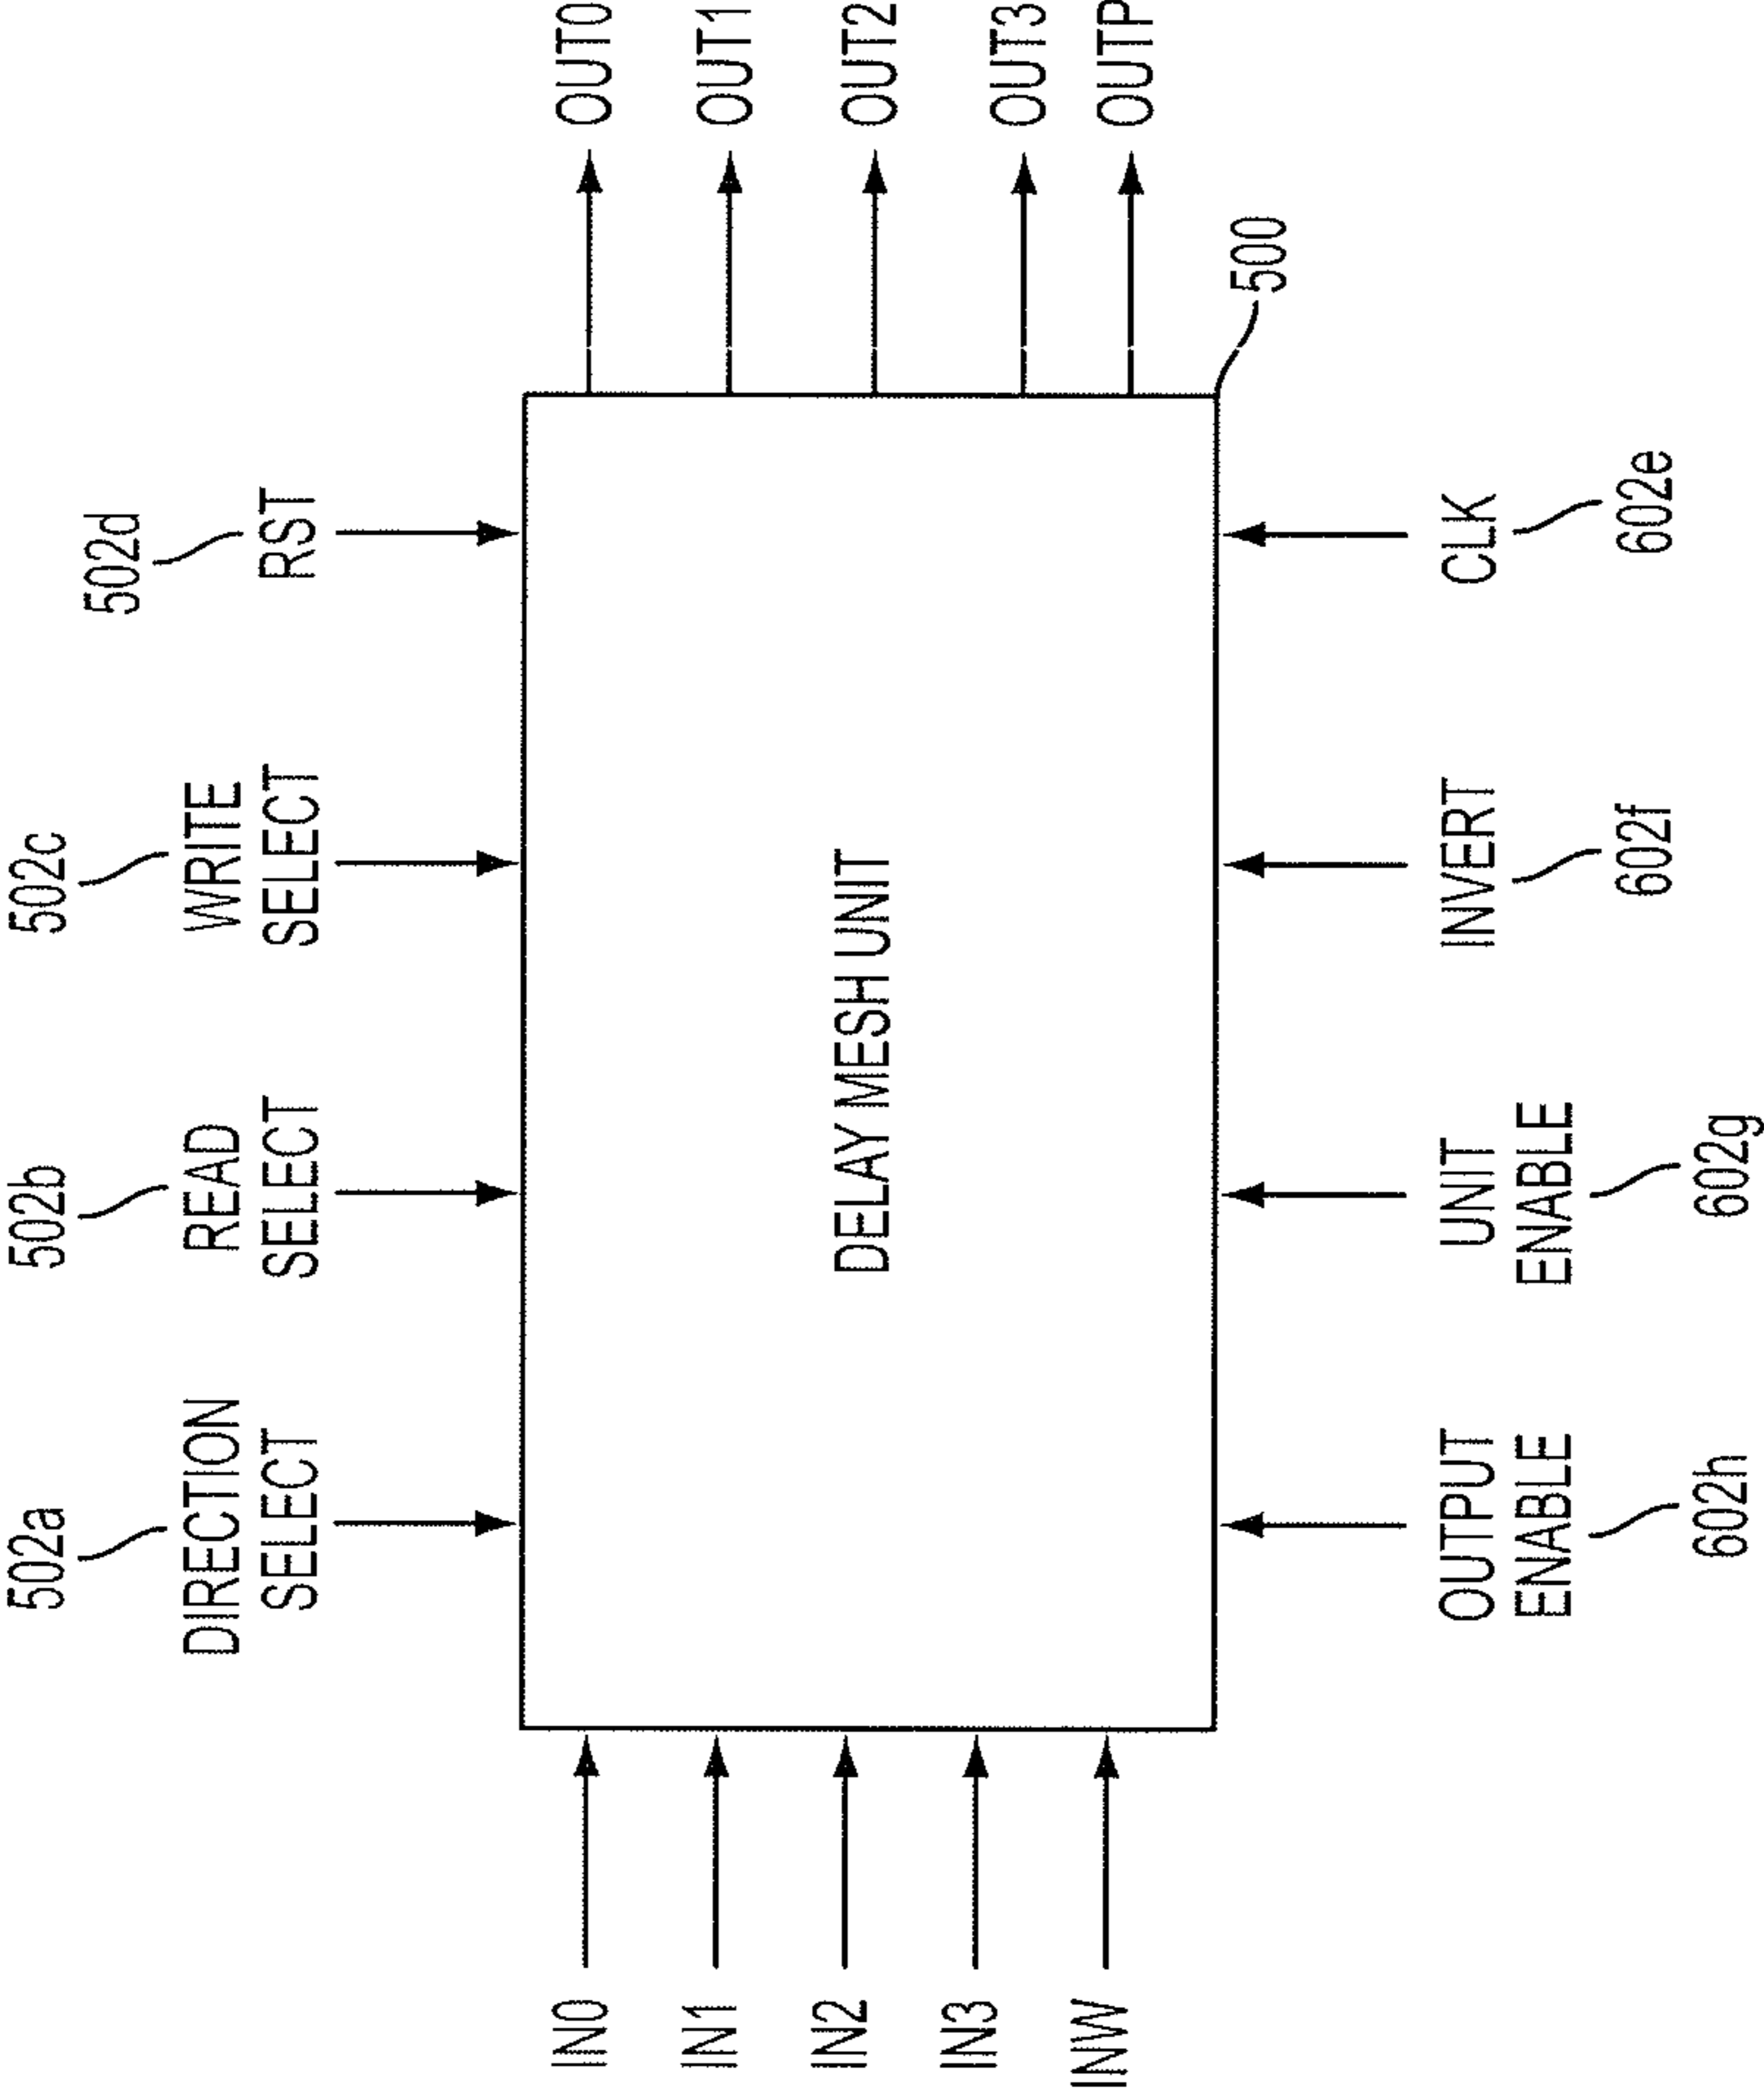 502a
502b
502c
502d
DIRECTION
SELECT
READ
SELECT
WRITE
SELECT
RST
IN0
IN1
IN2
IN3
INW
DELAY MESH UNIT
OUT0
OUT1
OUT2
OUT3
OUTP
500
OUTPUT
ENABLE
UNIT
ENABLE
INVERT
CLK
602h
602g
602f
602e